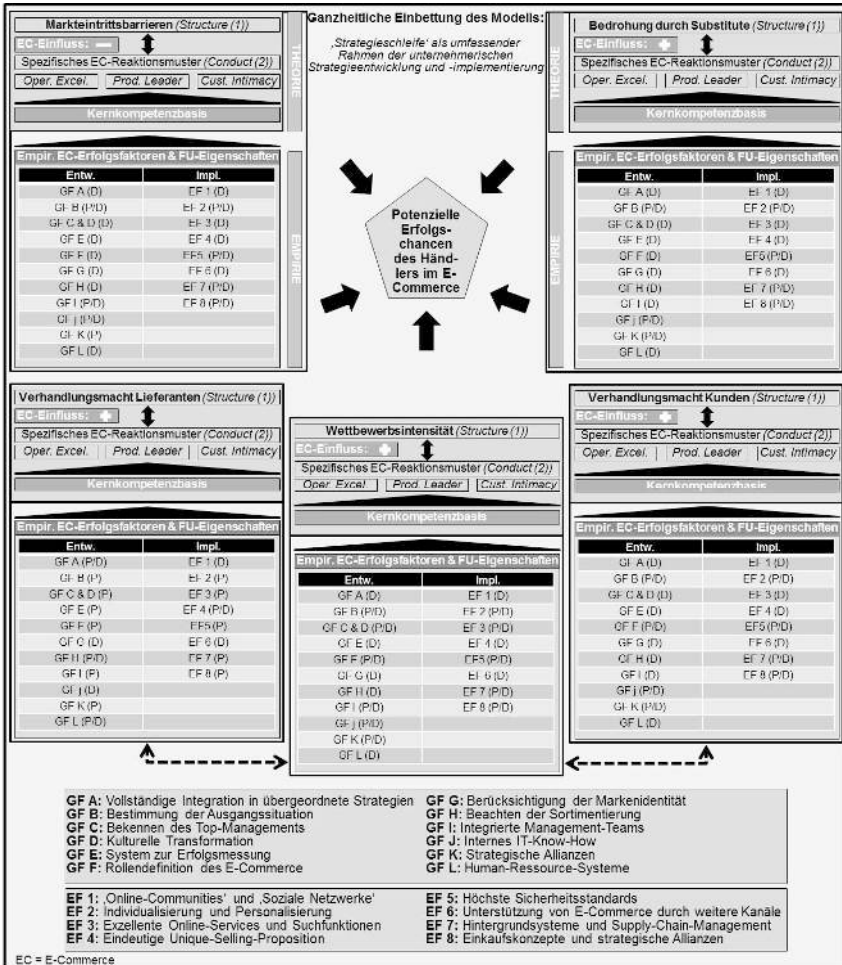 Markteintrittsbarrieren (Structure (1))
EC-Einfluss: –
Spezifisches EC-Reaktionsmuster (Conduct (2))
Oper. Excel. Prod. Leader Cust. Intimacy
Kernkompetenzbasis
THEORIE
Empir. EC-Erfolgsfaktoren & FU-Eigenschaften
Entw. Impl.
GF A (D) EF 1 (D)
GF B (P/D) EF 2 (P/D)
GF C & D (D) EF 3 (D)
GF E (D) EF 4 (D)
GF F (D) EF5 (P/D)
GF G (D) EF 6 (D)
GF H (D) EF 7 (P/D)
GF I (P/D) EF 8 (P/D)
GF j (P/D)
GF K (P)
GF L (D)
EMPIRIE
Ganzheitliche Einbettung des Modells:
‚Strategieschleife' als umfassender
Rahmen der unternehmerischen
Strategieentwicklung und -implementierung
Potenzielle
Erfolgs-
chancen
des Händ-
lers im E-
Commerce
Bedrohung durch Substitute (Structure (1))
EC-Einfluss: +
Spezifisches EC-Reaktionsmuster (Conduct (2))
Oper. Excel. Prod. Leader Cust. Intimacy
Kernkompetenzbasis
THEORIE
Empir. EC-Erfolgsfaktoren & FU-Eigenschaften
Entw. Impl.
GF A (D) EF 1 (D)
GF B (P/D) EF 2 (P/D)
GF C & D (D) EF 3 (D)
GF E (D) EF 4 (D)
GF F (D) EF5 (P/D)
GF G (D) EF 6 (D)
GF H (D) EF 7 (P/D)
GF I (D) EF 8 (P/D)
GF j (P/D)
GF K (P/D)
GF L (D)
EMPIRIE
Verhandlungsmacht Lieferanten (Structure (1))
EC-Einfluss: +
Spezifisches EC-Reaktionsmuster (Conduct (2))
Oper. Excel. Prod. Leader Cust. Intimacy
Kernkompetenzbasis
Empir. EC-Erfolgsfaktoren & FU-Eigenschaften
Entw. Impl.
GF A (P/D) EF 1 (D)
GF B (P) EF 2 (P)
GF C & D (P) EF 3 (P)
GF E (P) EF 4 (P/D)
GF F (P) EF5 (P)
GF G (D) EF 6 (D)
GF H (P/D) EF 7 (P)
GF I (P) EF 8 (P)
GF j (D)
GF K (P)
GF L (P/D)
Wettbewerbsintensität (Structure (1))
EC-Einfluss: +
Spezifisches EC-Reaktionsmuster (Conduct (2))
Oper. Excel. Prod. Leader Cust. Intimacy
Kernkompetenzbasis
Empir. EC-Erfolgsfaktoren & FU-Eigenschaften
Entw. Impl.
GF A (D) EF 1 (D)
GF B (P/D) EF 2 (P/D)
GF C & D (P/D) EF 3 (P/D)
GF E (D) EF 4 (D)
GF F (P/D) EF5 (P/D)
GF G (D) EF 6 (D)
GF H (D) EF 7 (P/D)
GF I (P/D) EF 8 (P/D)
GF j (P/D)
GF K (P/D)
GF L (D)
Verhandlungsmacht Kunden (Structure (1))
EC-Einfluss: +
Spezifisches EC-Reaktionsmuster (Conduct (2))
Oper. Excel. Prod. Leader Cust. Intimacy
Kernkompetenzbasis
Empir. EC-Erfolgsfaktoren & FU-Eigenschaften
Entw. Impl.
GF A (D) EF 1 (D)
GF B (P/D) EF 2 (P/D)
GF C & D (D) EF 3 (D)
GF E (D) EF 4 (D)
GF F (P/D) EF5 (P/D)
GF G (D) EF 6 (D)
GF H (D) EF 7 (P/D)
GF I (D) EF 8 (P/D)
GF j (P/D)
GF K (P/D)
GF L (D)
GF A: Vollständige Integration in übergeordnete Strategien
GF B: Bestimmung der Ausgangssituation
GF C: Bekennen des Top-Managements
GF D: Kulturelle Transformation
GF E: System zur Erfolgsmessung
GF F: Rollendefinition des E-Commerce
GF G: Berücksichtigung der Markenidentität
GF H: Beachten der Sortimentierung
GF I: Integrierte Management-Teams
GF J: Internes IT-Know-How
GF K: Strategische Allianzen
GF L: Human-Ressource-Systeme
EF 1: ‚Online-Communities' und ‚Soziale Netzwerke'
EF 2: Individualisierung und Personalisierung
EF 3: Exzellente Online-Services und Suchfunktionen
EF 4: Eindeutige Unique-Selling-Proposition
EF 5: Höchste Sicherheitsstandards
EF 6: Unterstützung von E-Commerce durch weitere Kanäle
EF 7: Hintergrundsysteme und Supply-Chain-Management
EF 8: Einkaufskonzepte und strategische Allianzen
EC = E-Commerce